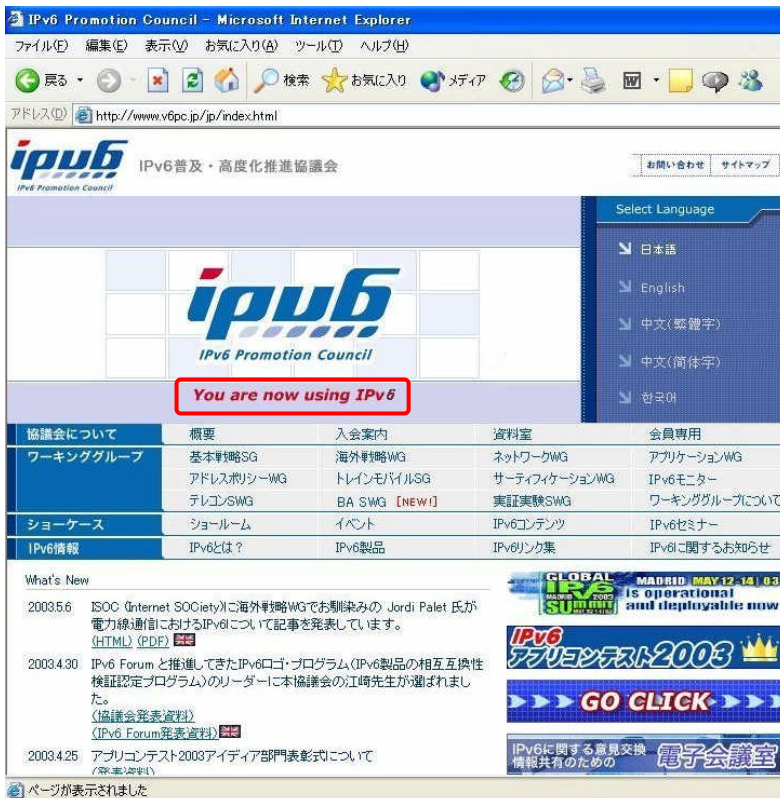 IPv6 Promotion Council - Microsoft Internet Explorer
ファイル(F) 編集(E) 表示(V) お気に入り(A) ツール(T) ヘルプ(H)
戻る 検索 お気に入り メディア
アドレス(D) http://www.v6pc.jp/jp/index.html
ipv6 IPv6普及・高度化推進協議会 お問い合わせ サイトマップ
IPv6 Promotion Council
Select Language
日本語
English
中文(繁體字)
中文(简体字)
한국어
ipv6
IPv6 Promotion Council
You are now using IPv6
協議会について 概要 入会案内 資料室 会員専用
ワーキンググループ 基本戦略SG 海外戦略WG ネットワークWG アプリケーションWG
アドレスポリシーWG トレインモバイルSG サーティフィケーションWG IPv6モニター
テレコンSWG BA SWG [NEW!] 実証実験SWG ワーキンググループについて
ショーケース ショールーム イベント IPv6コンテンツ IPv6セミナー
IPv6情報 IPv6とは? IPv6製品 IPv6リンク集 IPv6に関するお知らせ
What's New
2003.5.6 ISOC (Internet SOCiety)に海外戦略WGでお馴染みの Jordi Palet 氏が
電力線通信におけるIPv6について記事を発表しています。
(HTML) (PDF)
2003.4.30 IPv6 Forum と推進してきたIPv6ロゴ・プログラム(IPv6製品の相互互換性
検証認定プログラム)のリーダーに本協議会の江崎先生が選ばれまし
た。
(協議会発表資料)
(IPv6 Forum発表資料)
2003.4.25 アプリコンテスト2003アイディア部門表彰式について
(発表資料)
GLOBAL IPv6 SUMMIT MADRID 2003
MADRID MAY 12-14 | 03
is operational
and deployable now
IPv6
アプリコンテスト2003
GO CLICK
IPv6に関する意見交換
情報共有のための 電子会議室
ページが表示されました